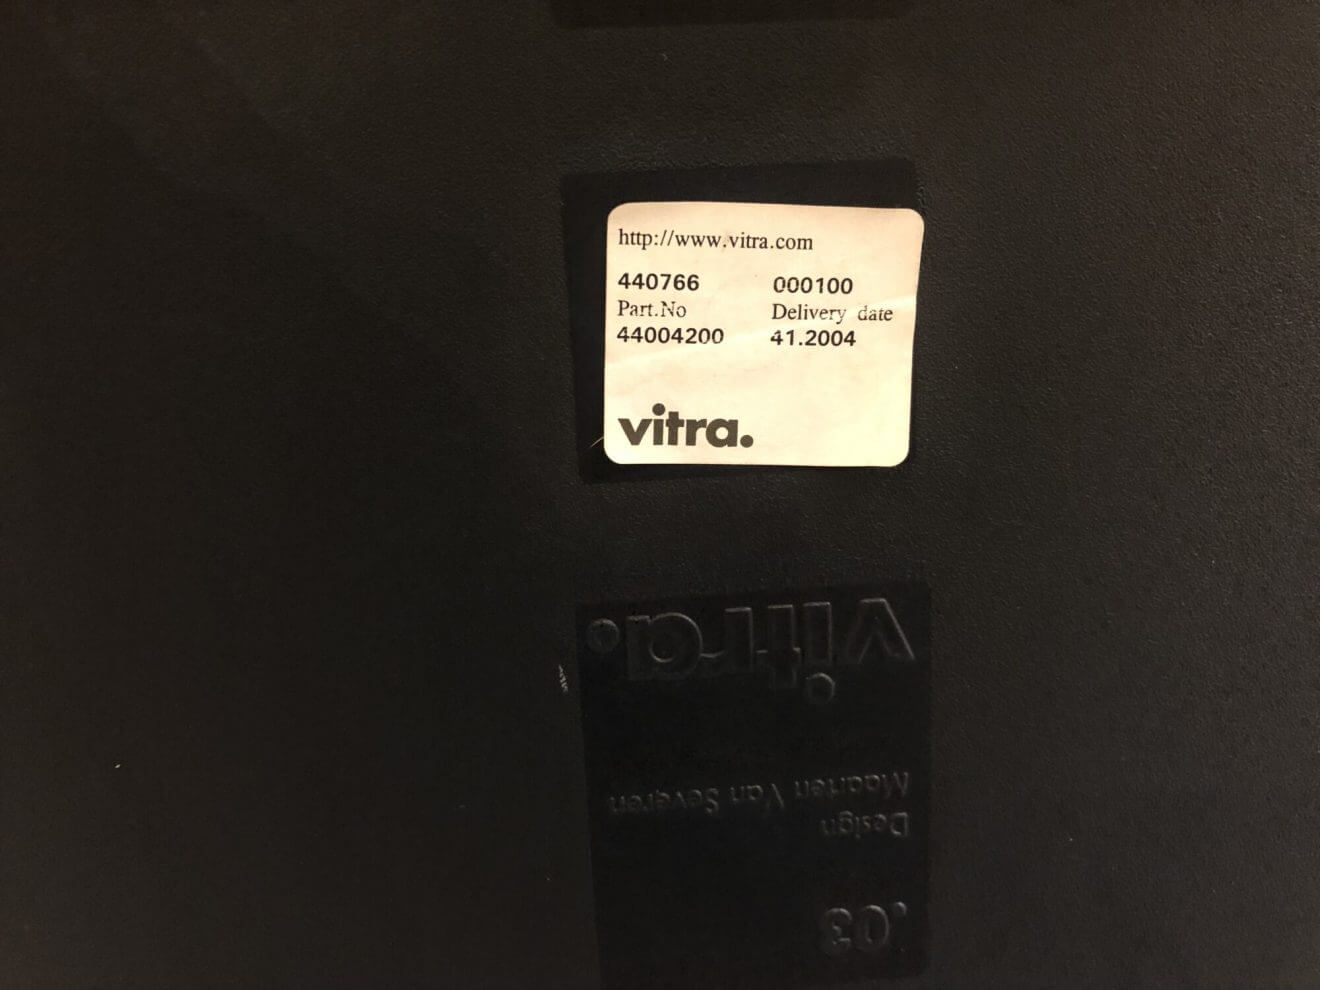 http://www.vitra.com
440766 000100
Part.No Delivery date
44004200 41.2004
vitra.
.03
Design
Maarten Van Severen
vitra.